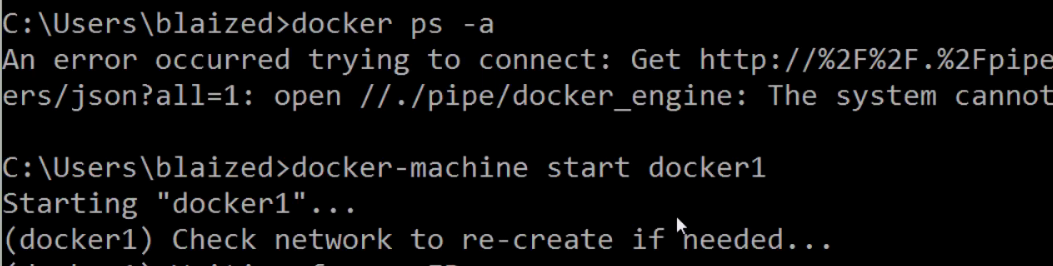 C:\Users\blaized>docker ps -a
An error occurred trying to connect: Get http://%2F%2F.%2Fpipe
ers/json?all=1: open //./pipe/docker_engine: The system cannot
C:\Users\blaized>docker-machine start docker1
Starting "docker1"...
(docker1) Check network to re-create if needed...